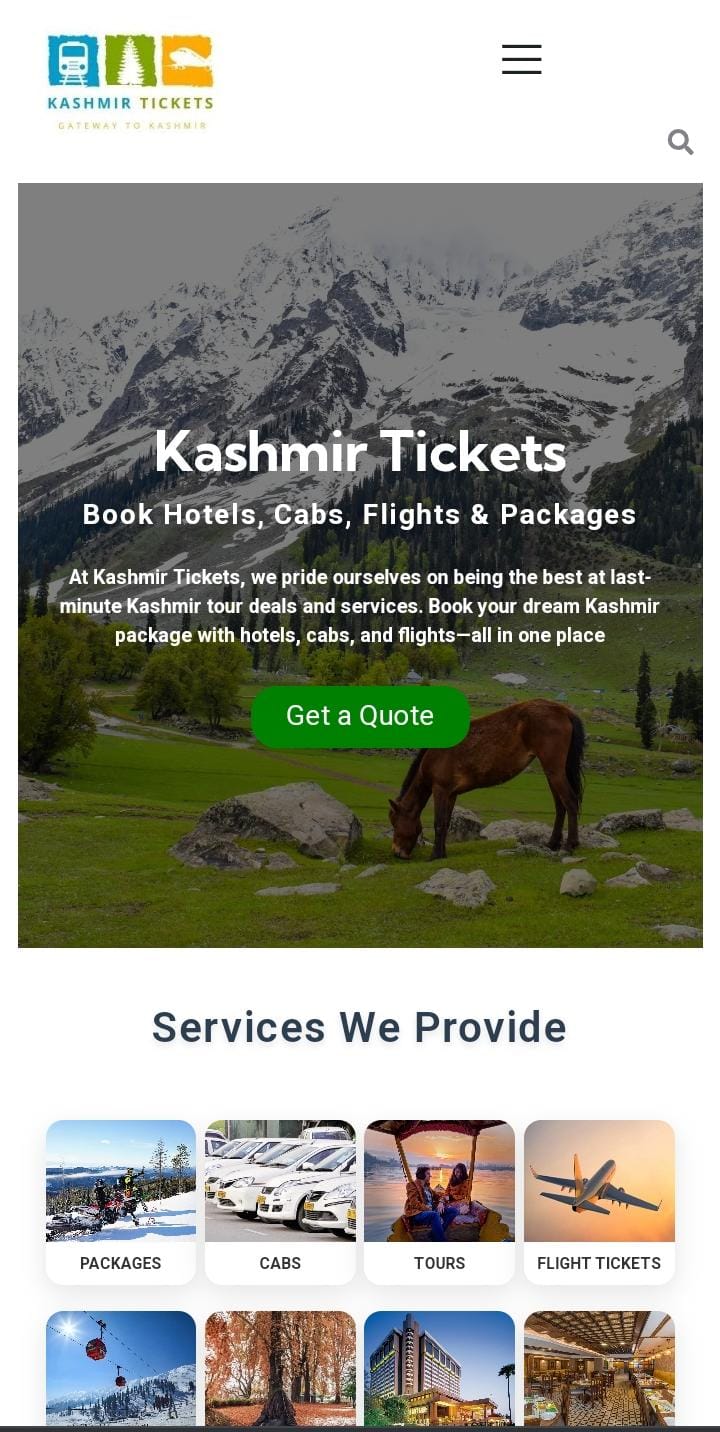 KASHMIR TICKETS
GATEWAY TO KASHMIR
Kashmir Tickets
Book Hotels, Cabs, Flights & Packages
At Kashmir Tickets, we pride ourselves on being the best at last-
minute Kashmir tour deals and services. Book your dream Kashmir
package with hotels, cabs, and flights—all in one place
Get a Quote
Services We Provide
PACKAGES
CABS
TOURS
FLIGHT TICKETS